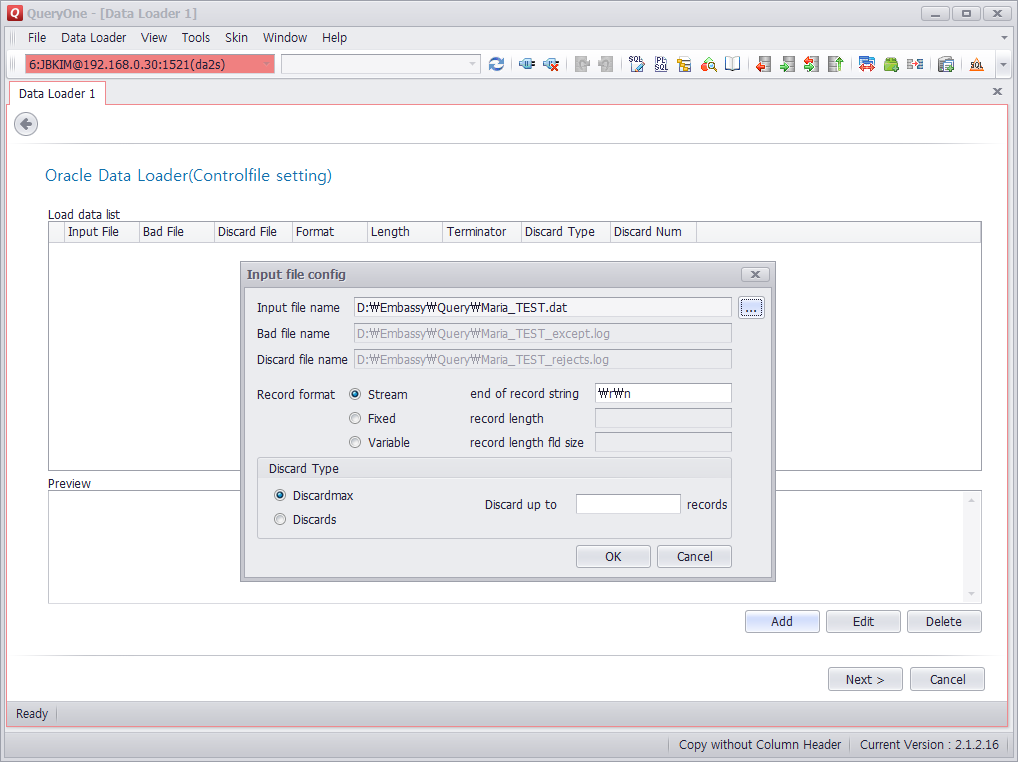 QueryOne - [Data Loader 1]
File Data Loader View Tools Skin Window Help
6:JBKIM@192.168.0.30:1521(da2s)
SQL PL SQL SQL
Data Loader 1
Oracle Data Loader(Controlfile setting)
Load data list
Input File Bad File Discard File Format Length Terminator Discard Type Discard Num
Input file config
Input file name D:₩Embassy₩Query₩Maria_TEST.dat ...
Bad file name D:₩Embassy₩Query₩Maria_TEST_except.log
Discard file name D:₩Embassy₩Query₩Maria_TEST_rejects.log
Record format Stream end of record string ₩r₩n
Fixed record length
Variable record length fld size
Discard Type
Discardmax
Discard up to records
Discards
OK Cancel
Preview
Add Edit Delete
Next > Cancel
Ready
Copy without Column Header Current Version : 2.1.2.16